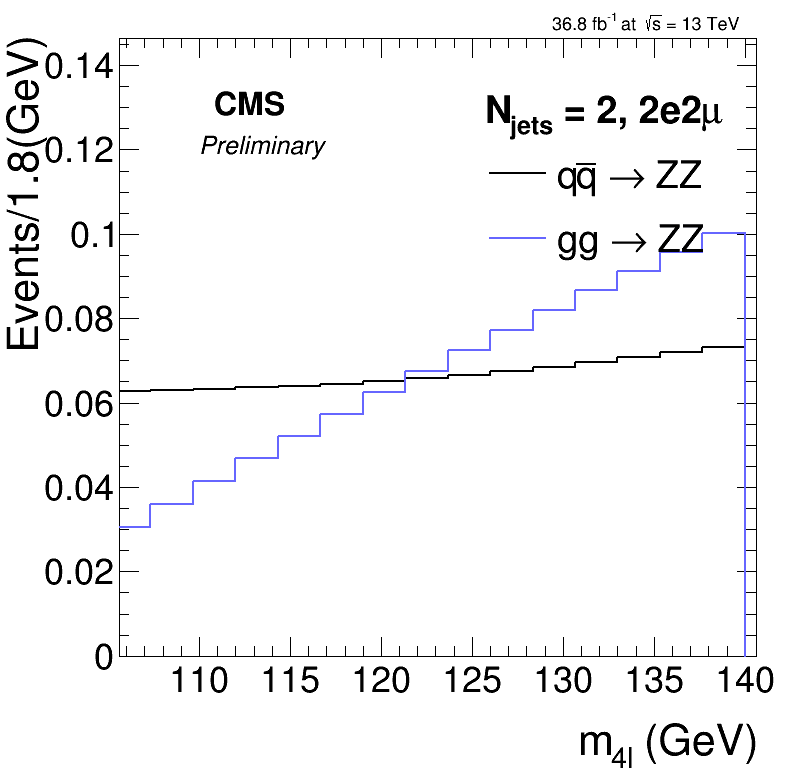 36.8 fb⁻¹ at √s = 13 TeV
Events/1.8(GeV)
CMS
Preliminary
N_jets = 2, 2e2μ
qq̅ → ZZ
gg → ZZ
0.14
0.12
0.1
0.08
0.06
0.04
0.02
0
110 115 120 125 130 135 140
m_4l (GeV)